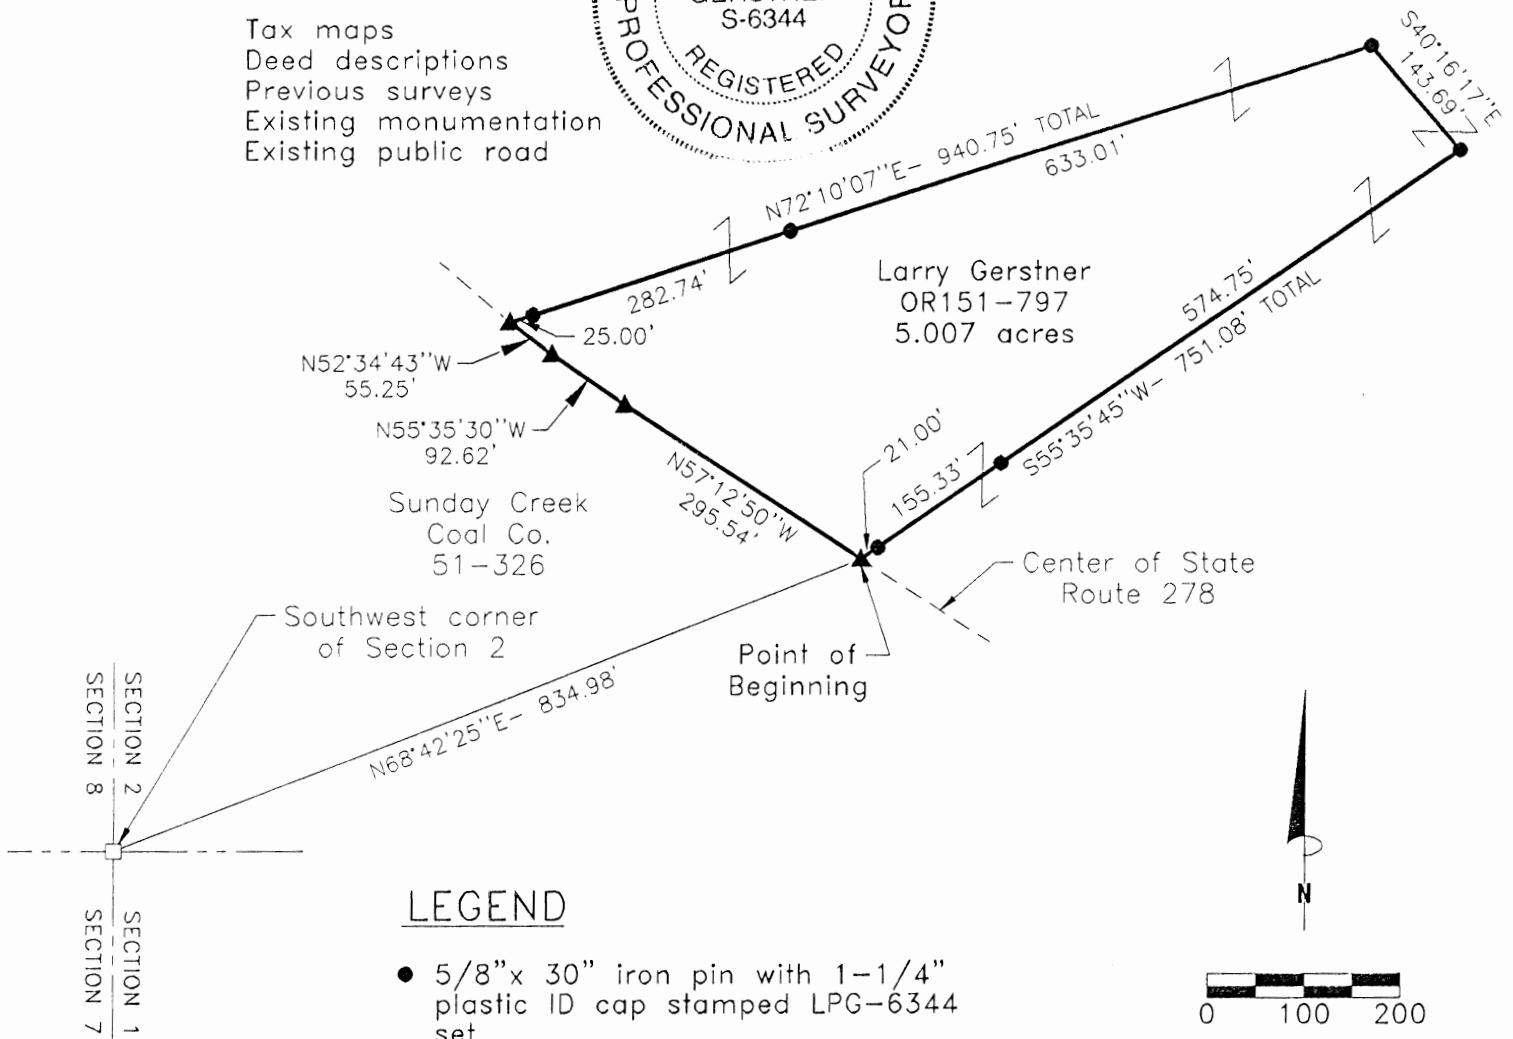 Tax maps
Deed descriptions
Previous surveys
Existing monumentation
Existing public road
S-6344
REGISTERED
PROFESSIONAL SURVEYOR
S40°16'17"E
143.69'
N72°10'07"E- 940.75' TOTAL
633.01'
282.74'
25.00'
Larry Gerstner
OR151-797
5.007 acres
574.75'
S55°35'45"W- 751.08' TOTAL
N52°34'43"W
55.25'
N55°35'30"W
92.62'
21.00'
155.33'
N57°12'50"W
295.54'
Sunday Creek
Coal Co.
51-326
Center of State
Route 278
Southwest corner
of Section 2
Point of
Beginning
N68°42'25"E- 834.98'
SECTION 2
SECTION 8
SECTION 1
SECTION 7
N
LEGEND
5/8"x 30" iron pin with 1-1/4"
plastic ID cap stamped LPG-6344
set
0 100 200